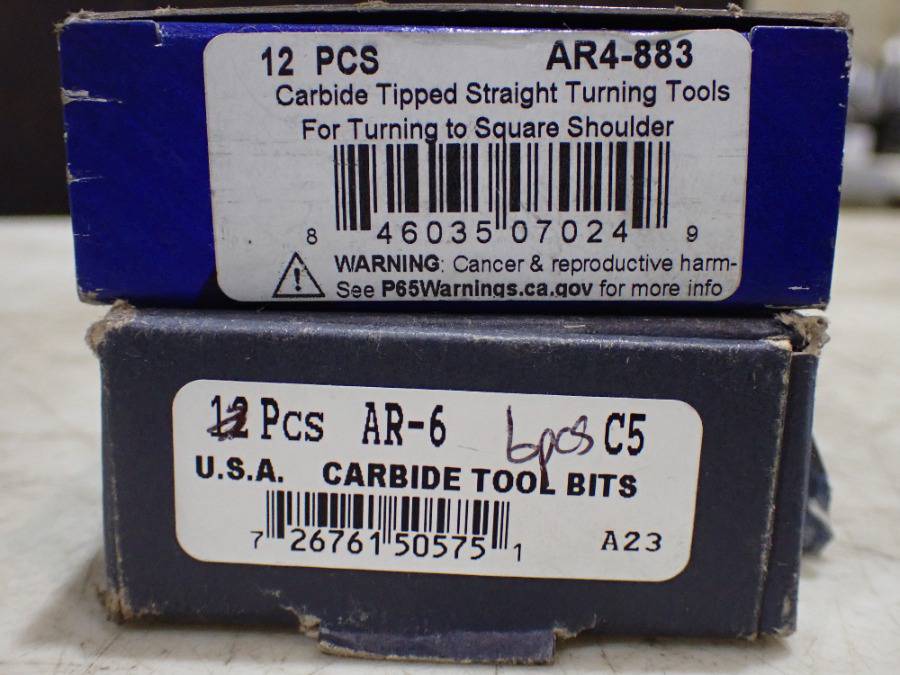 12 PCS AR4-883
Carbide Tipped Straight Turning Tools
For Turning to Square Shoulder
8 46035 07024 9
WARNING: Cancer & reproductive harm-
See P65Warnings.ca.gov for more info
12 Pcs AR-6 6pcs C5
U.S.A. CARBIDE TOOL BITS
7 26761 50575 1 A23